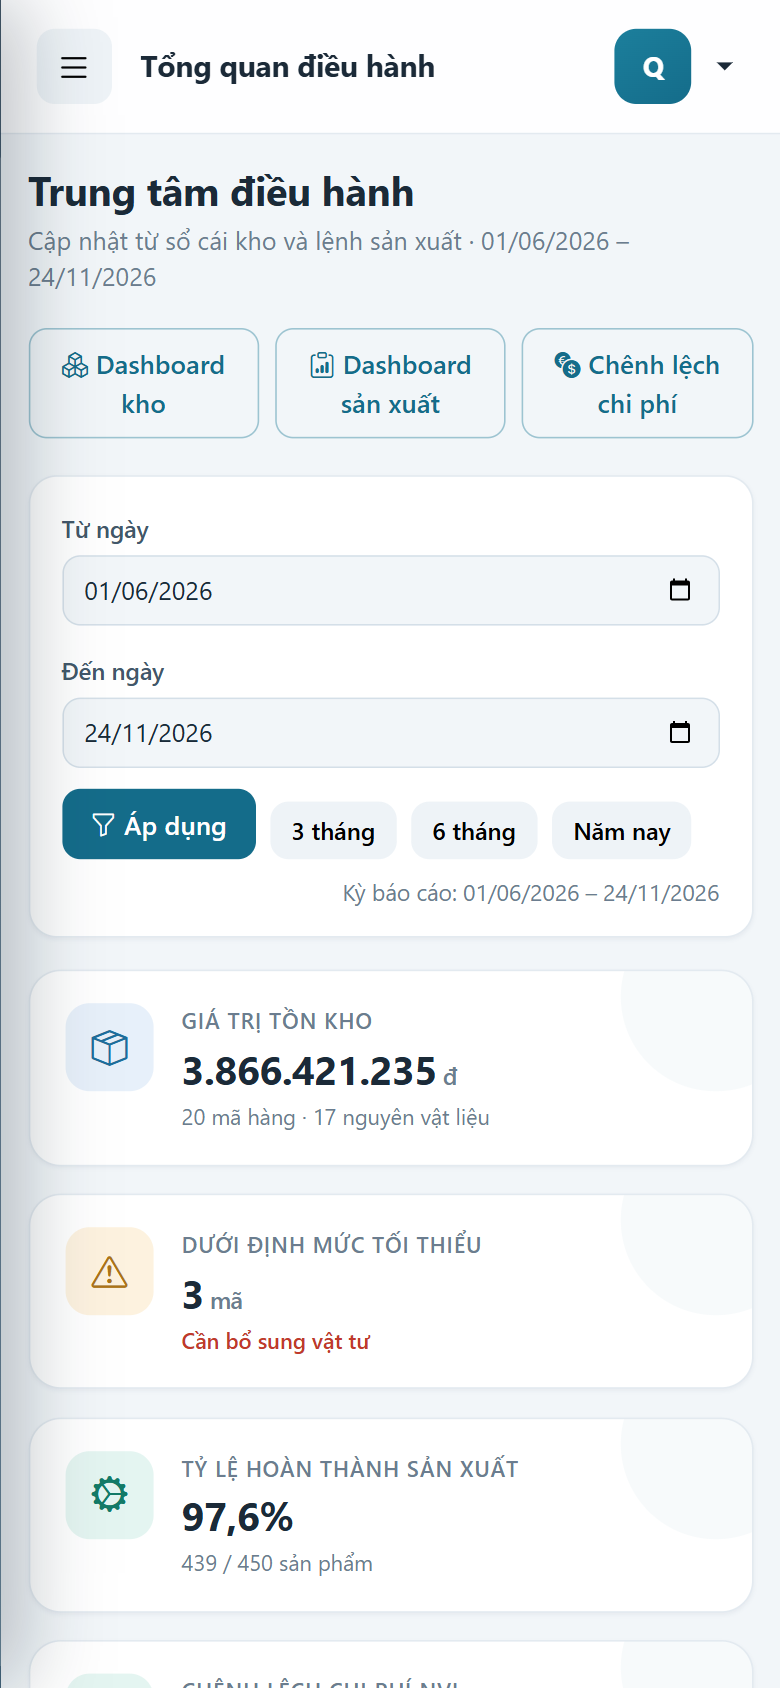 Tổng quan điều hành
Q
Trung tâm điều hành
Cập nhật từ sổ cái kho và lệnh sản xuất · 01/06/2026 –
24/11/2026
Dashboard
kho
Dashboard
sản xuất
Chênh lệch
chi phí
Từ ngày
01/06/2026
Đến ngày
24/11/2026
Áp dụng
3 tháng
6 tháng
Năm nay
Kỳ báo cáo: 01/06/2026 – 24/11/2026
GIÁ TRỊ TỒN KHO
3.866.421.235 đ
20 mã hàng · 17 nguyên vật liệu
DƯỚI ĐỊNH MỨC TỐI THIỂU
3 mã
Cần bổ sung vật tư
TỶ LỆ HOÀN THÀNH SẢN XUẤT
97,6%
439 / 450 sản phẩm